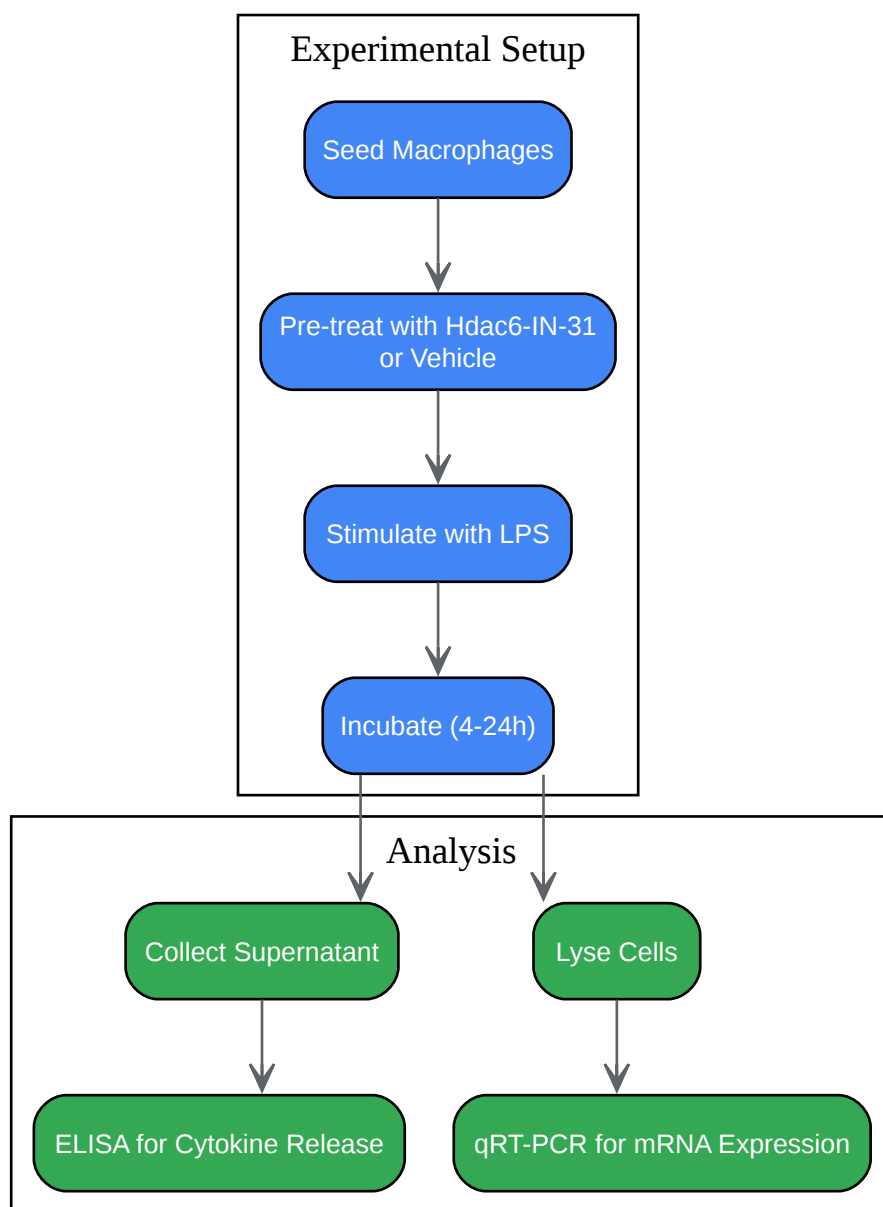 Experimental Setup
Seed Macrophages
Pre-treat with Hdac6-IN-31
or Vehicle
Stimulate with LPS
Incubate (4-24h)
Analysis
Collect Supernatant
Lyse Cells
ELISA for Cytokine Release
qRT-PCR for mRNA Expression